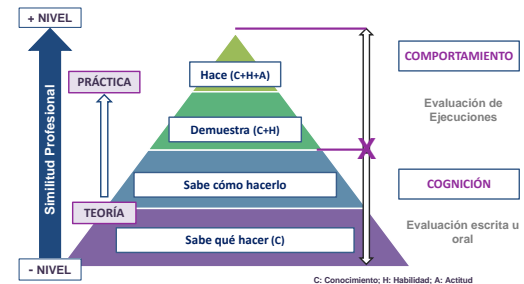 + NIVEL
Similitud Profesional
- NIVEL
PRÁCTICA
TEORÍA
Hace (C+H+A)
Demuestra (C+H)
Sabe cómo hacerlo
Sabe qué hacer (C)
COMPORTAMIENTO
Evaluación de
Ejecuciones
X
COGNICIÓN
Evaluación escrita u
oral
C: Conocimiento; H: Habilidad; A: Actitud